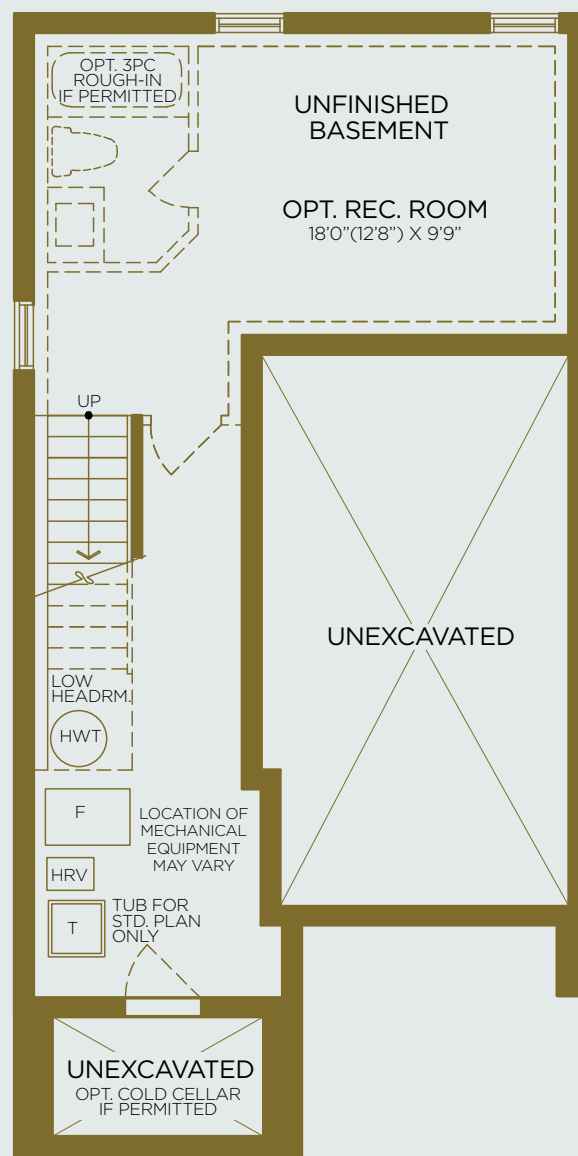 OPT. 3PC
ROUGH-IN
IF PERMITTED
UNFINISHED
BASEMENT
OPT. REC. ROOM
18'0"(12'8") X 9'9"
UP
UNEXCAVATED
LOW
HEADRM.
HWT
F
LOCATION OF
MECHANICAL
EQUIPMENT
MAY VARY
HRV
T
TUB FOR
STD. PLAN
ONLY
UNEXCAVATED
OPT. COLD CELLAR
IF PERMITTED